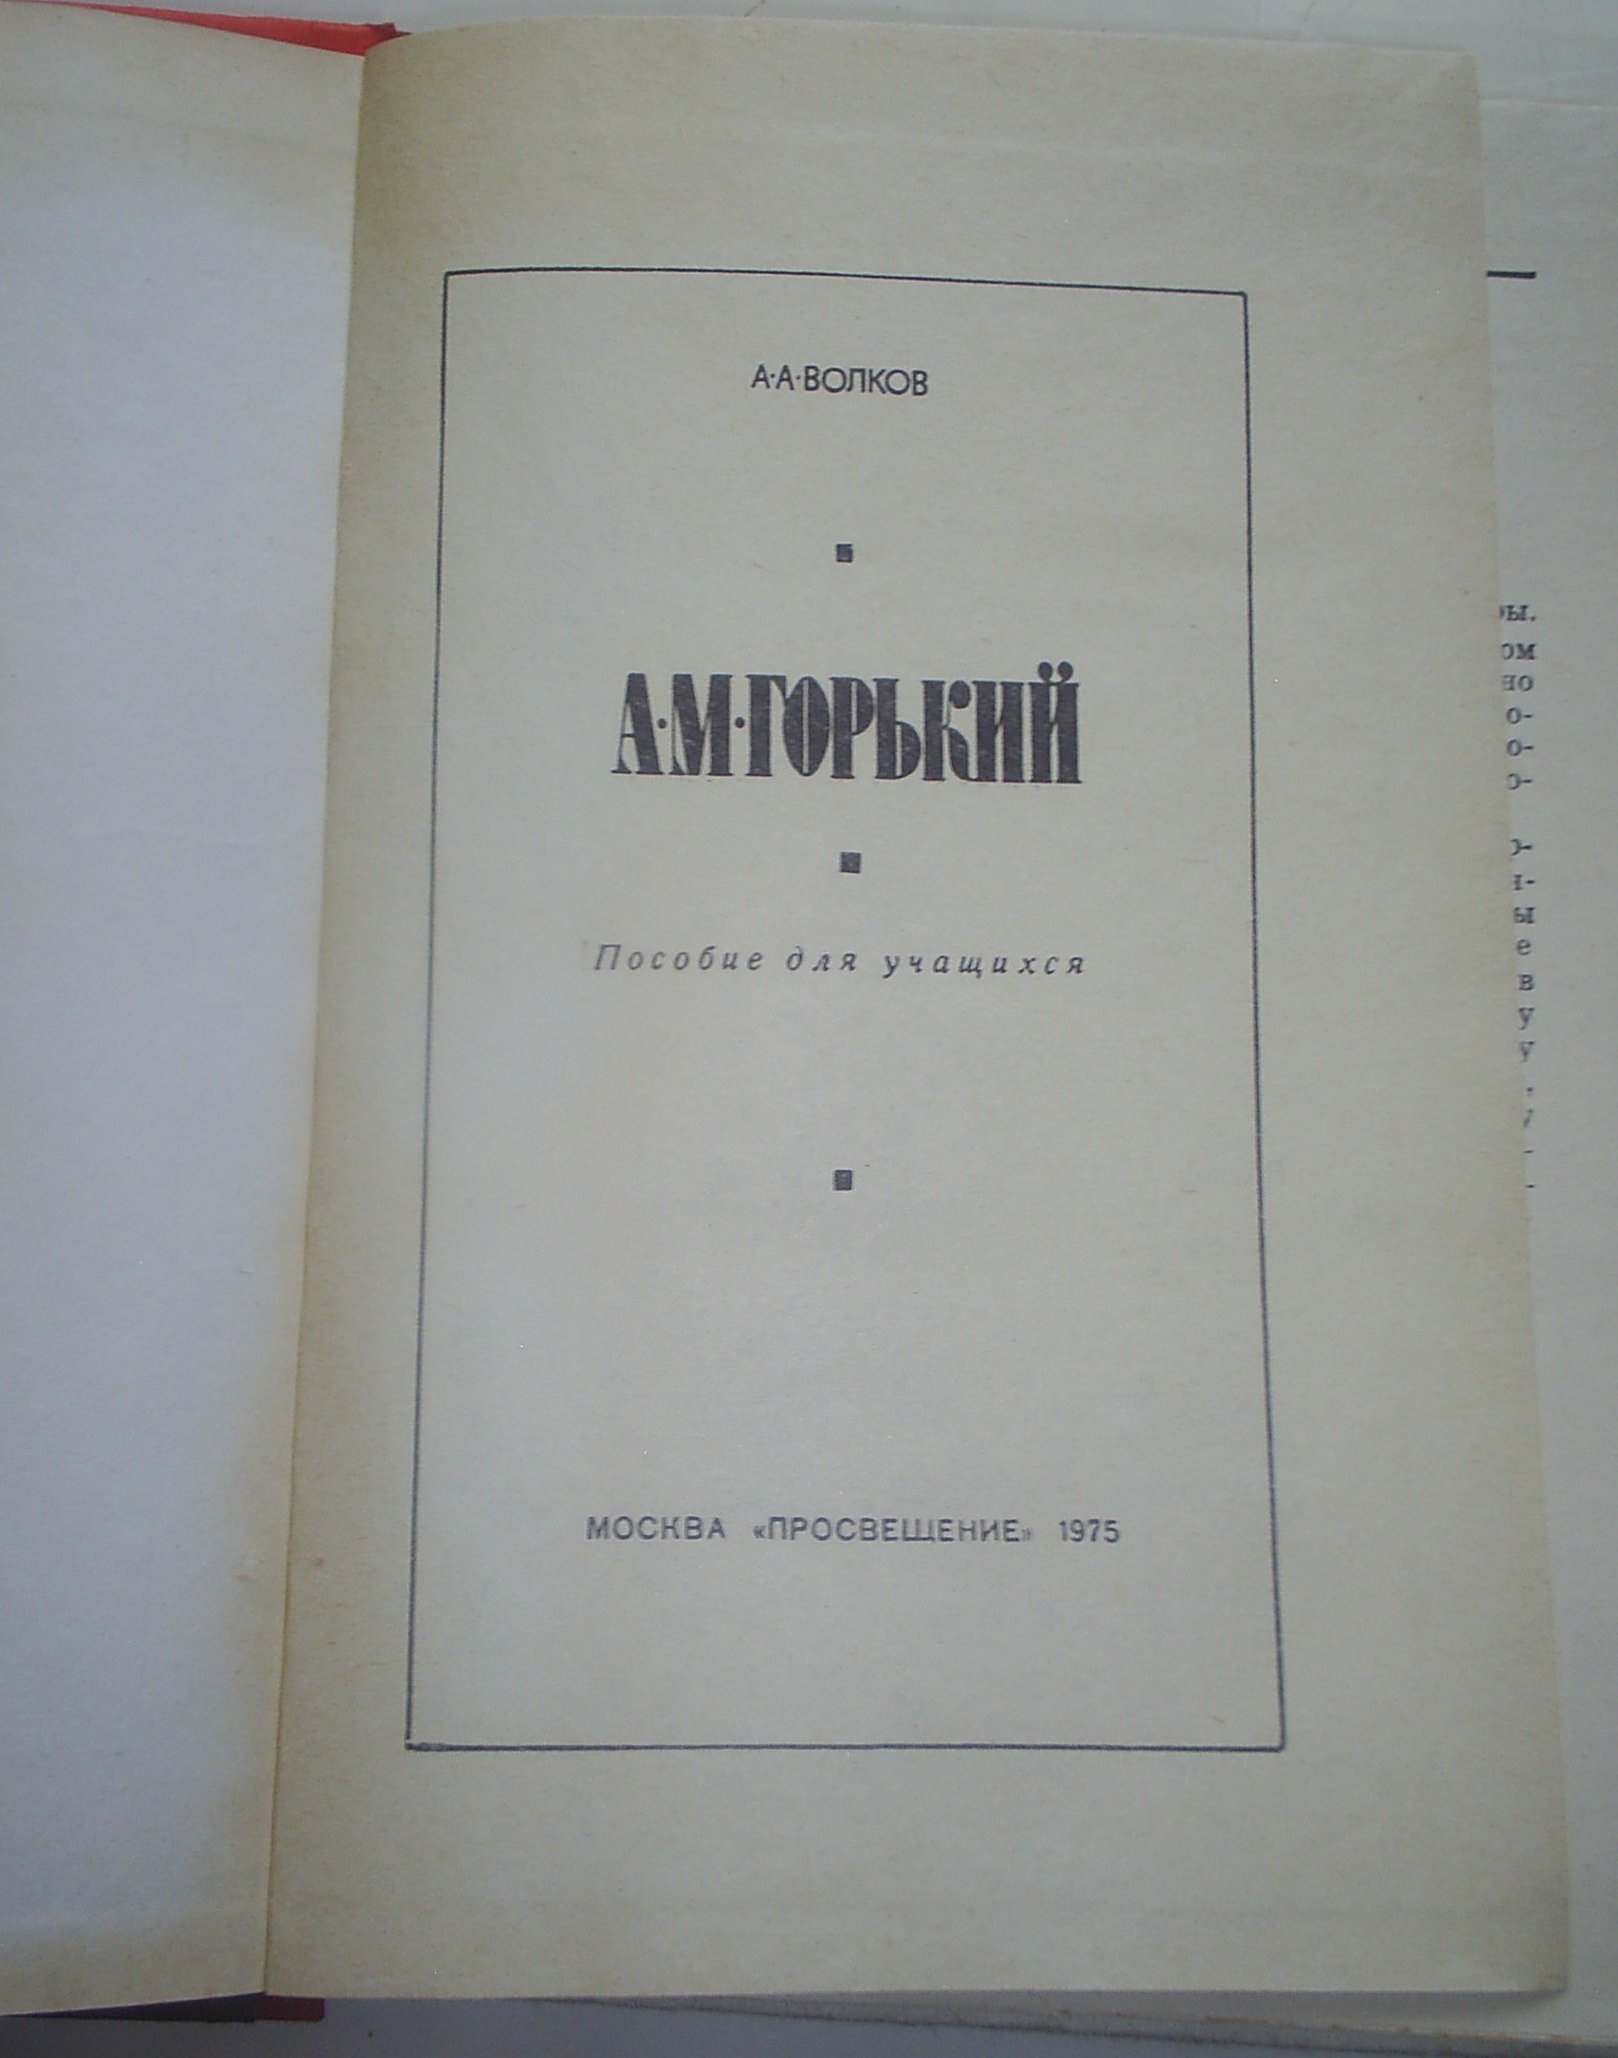 А·А·ВОЛКОВ
А·М·ГОРЬКИЙ
Пособие для учащихся
МОСКВА «ПРОСВЕЩЕНИЕ» 1975